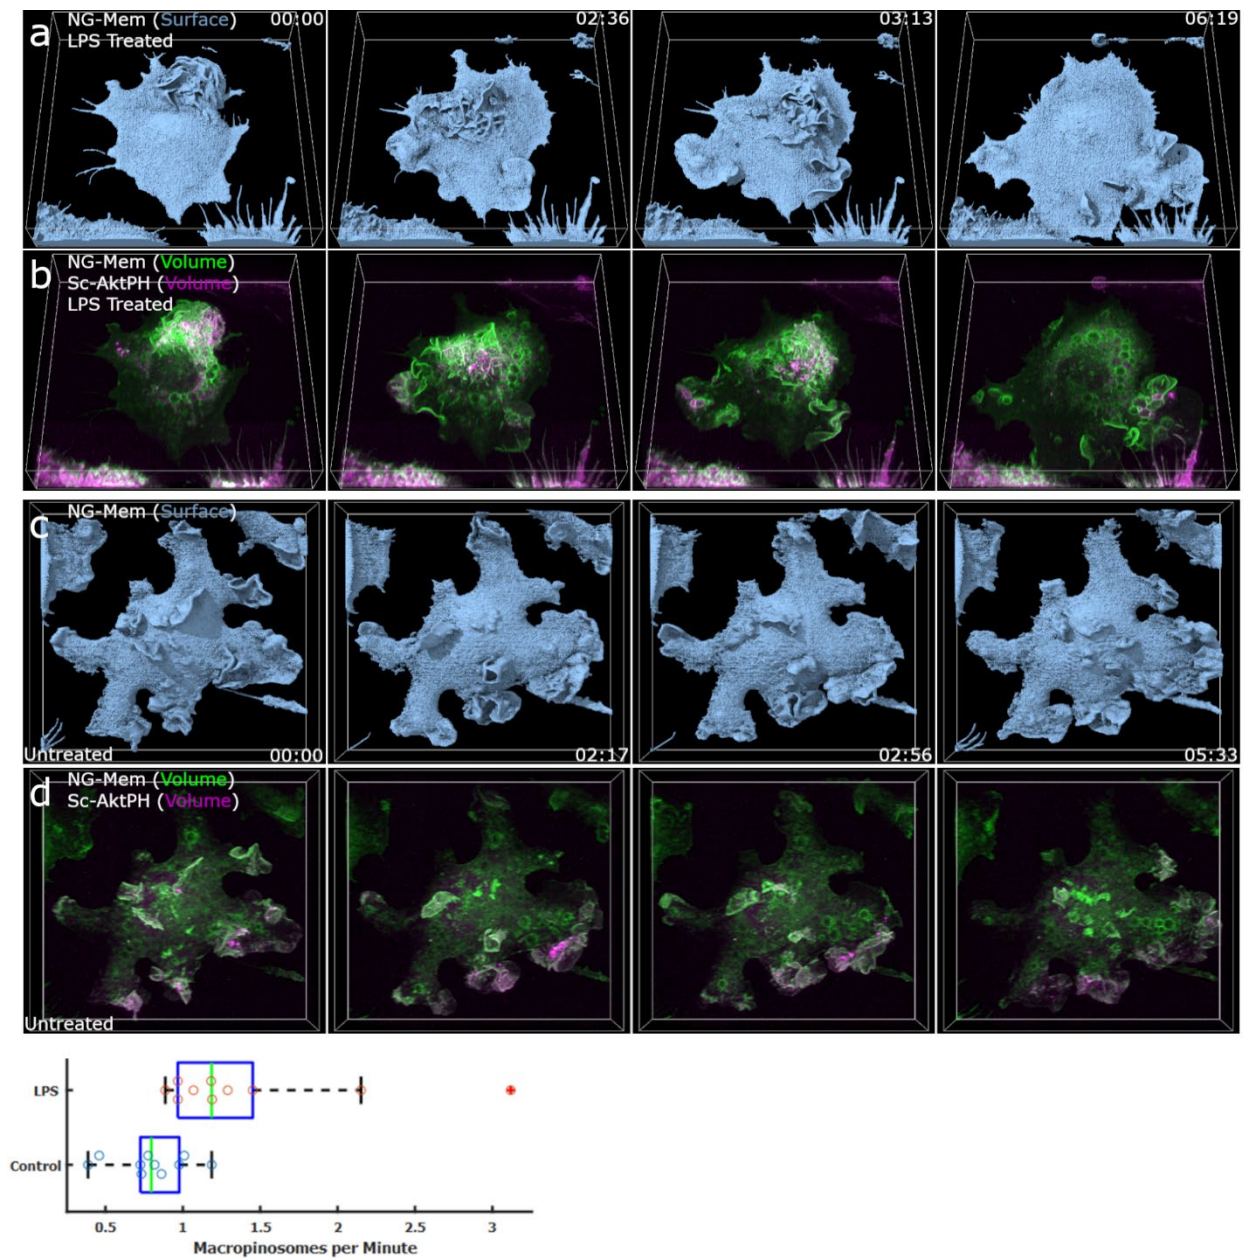 a
NG-Mem (Surface)
LPS Treated
00:00
02:36
03:13
06:19
b
NG-Mem (Volume)
Sc-AktPH (Volume)
LPS Treated
c
NG-Mem (Surface)
Untreated
00:00
02:17
02:56
05:33
d
NG-Mem (Volume)
Sc-AktPH (Volume)
Untreated
LPS
Control
0.5 1 1.5 2 2.5 3
Macropinosomes per Minute